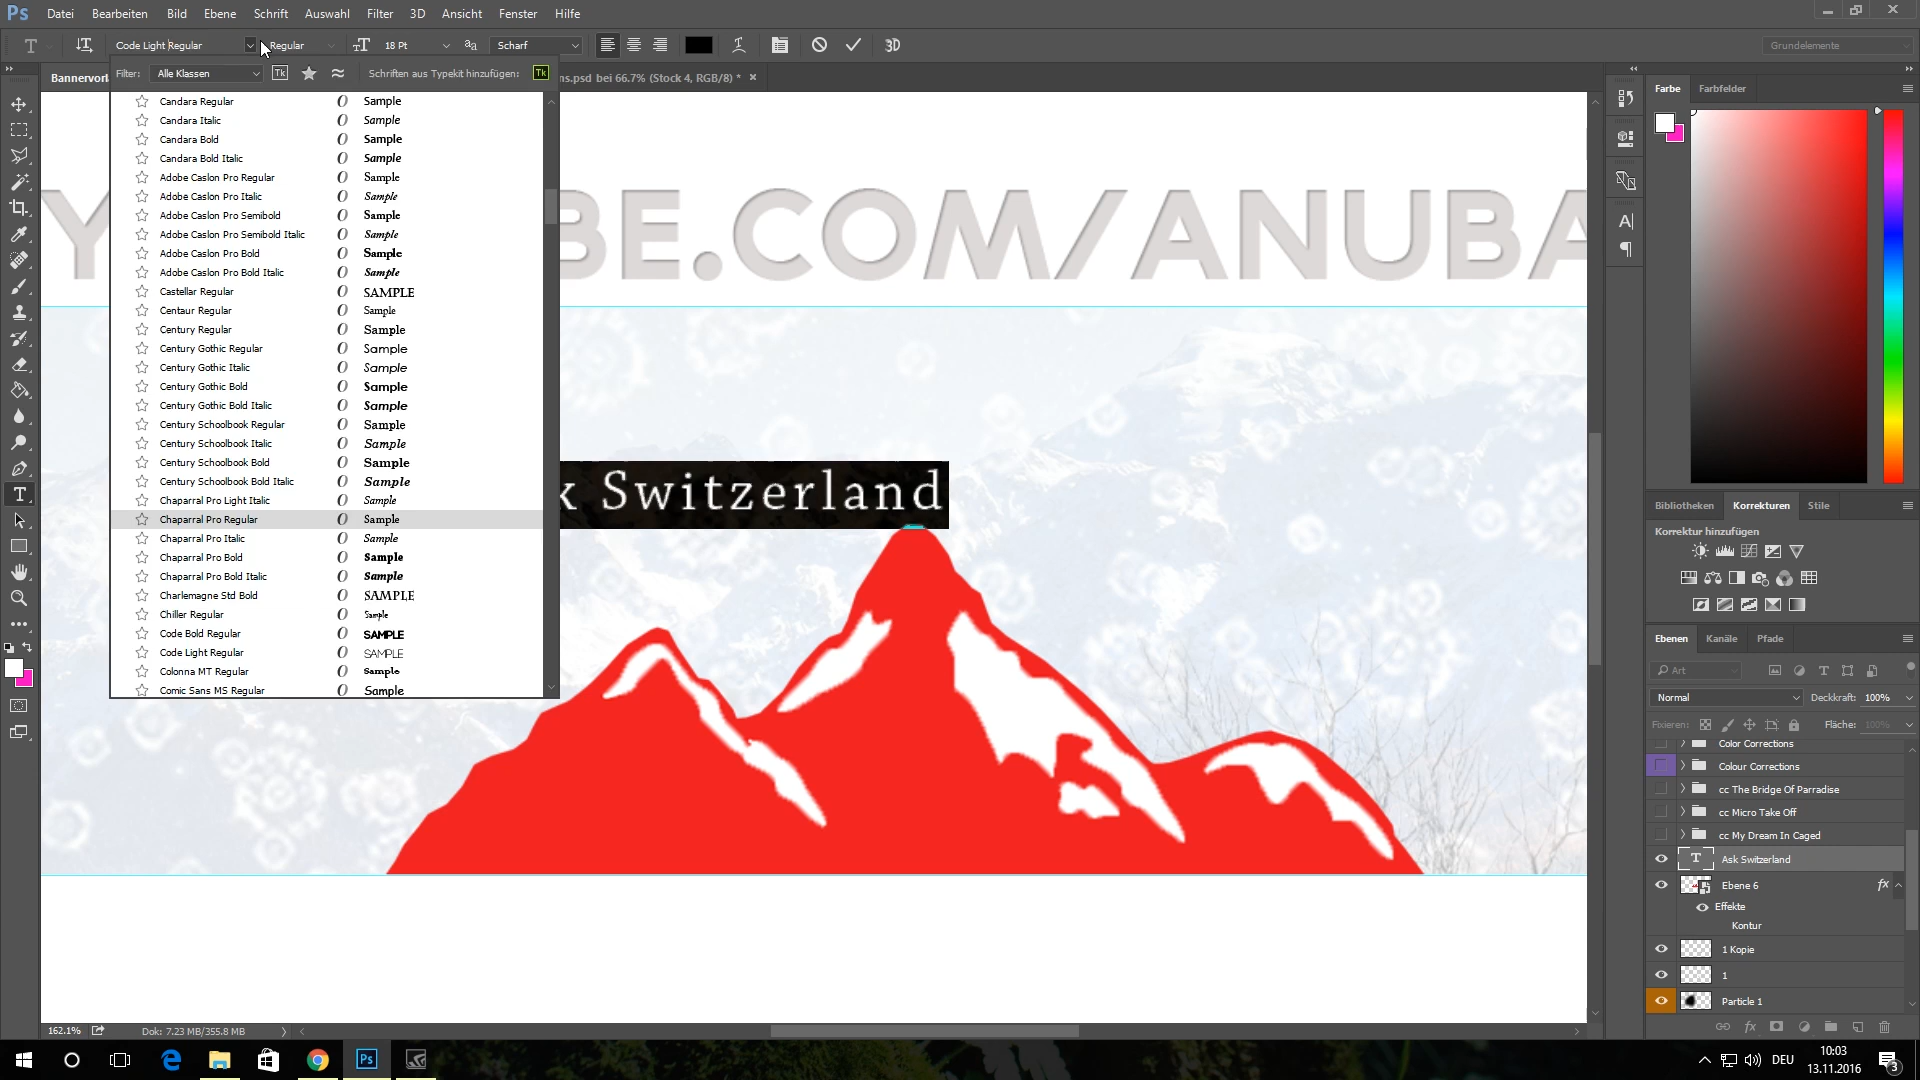 Ps Datei Bearbeiten Bild Ebene Schrift Auswahl Filter 3D Ansicht Fenster Hilfe
Code Light Regular Regular 18 Pt Scharf 3D Grundelemente
Filter: Alle Klassen Tk Schriften aus Typekit hinzufügen: Tk
Bannervorl ns.psd bei 66.7% (Stock 4, RGB/8) *
Candara Regular Sample
Candara Italic Sample
Candara Bold Sample
Candara Bold Italic Sample
Adobe Caslon Pro Regular Sample
Adobe Caslon Pro Italic Sample
Adobe Caslon Pro Semibold Sample
Adobe Caslon Pro Semibold Italic Sample
Adobe Caslon Pro Bold Sample
Adobe Caslon Pro Bold Italic Sample
Castellar Regular SAMPLE
Centaur Regular Sample
Century Regular Sample
Century Gothic Regular Sample
Century Gothic Italic Sample
Century Gothic Bold Sample
Century Gothic Bold Italic Sample
Century Schoolbook Regular Sample
Century Schoolbook Italic Sample
Century Schoolbook Bold Sample
Century Schoolbook Bold Italic Sample
Chaparral Pro Light Italic Sample
Chaparral Pro Regular Sample
Chaparral Pro Italic Sample
Chaparral Pro Bold Sample
Chaparral Pro Bold Italic Sample
Charlemagne Std Bold SAMPLE
Chiller Regular Sample
Code Bold Regular SAMPLE
Code Light Regular SAMPLE
Colonna MT Regular Sample
Comic Sans MS Regular Sample
Y BE.COM/ANUBA
k Switzerland
Farbe Farbfelder
Bibliotheken Korrekturen Stile
Korrektur hinzufügen
Ebenen Kanäle Pfade
Art
Normal Deckkraft: 100%
Fixieren: Fläche: 100%
Color Corrections
Colour Corrections
cc The Bridge Of Parradise
cc Micro Take Off
cc My Dream In Caged
Ask Switzerland
Ebene 6 fx
Effekte
Kontur
1 Kopie
1
Particle 1
fx
162.1% Dok: 7.23 MB/355.8 MB
Ps DEU 10:03
13.11.2016
3